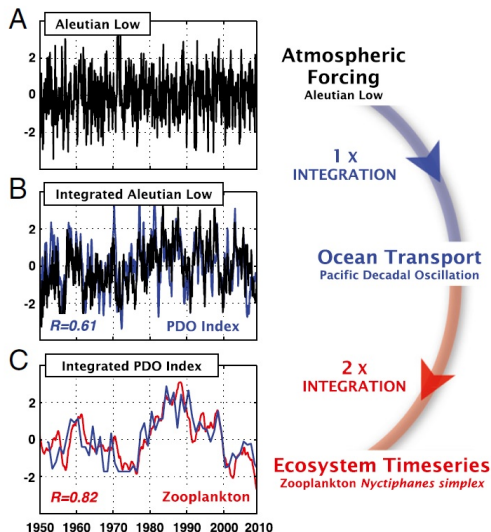 A
Aleutian Low
2
0
-2
B
Integrated Aleutian Low
2
0
-2
R=0.61
PDO Index
C
Integrated PDO Index
2
0
-2
R=0.82
Zooplankton
1950 1960 1970 1980 1990 2000 2010
Atmospheric
Forcing
Aleutian Low
1 x
INTEGRATION
Ocean Transport
Pacific Decadal Oscillation
2 x
INTEGRATION
Ecosystem Timeseries
Zooplankton Nyctiphanes simplex